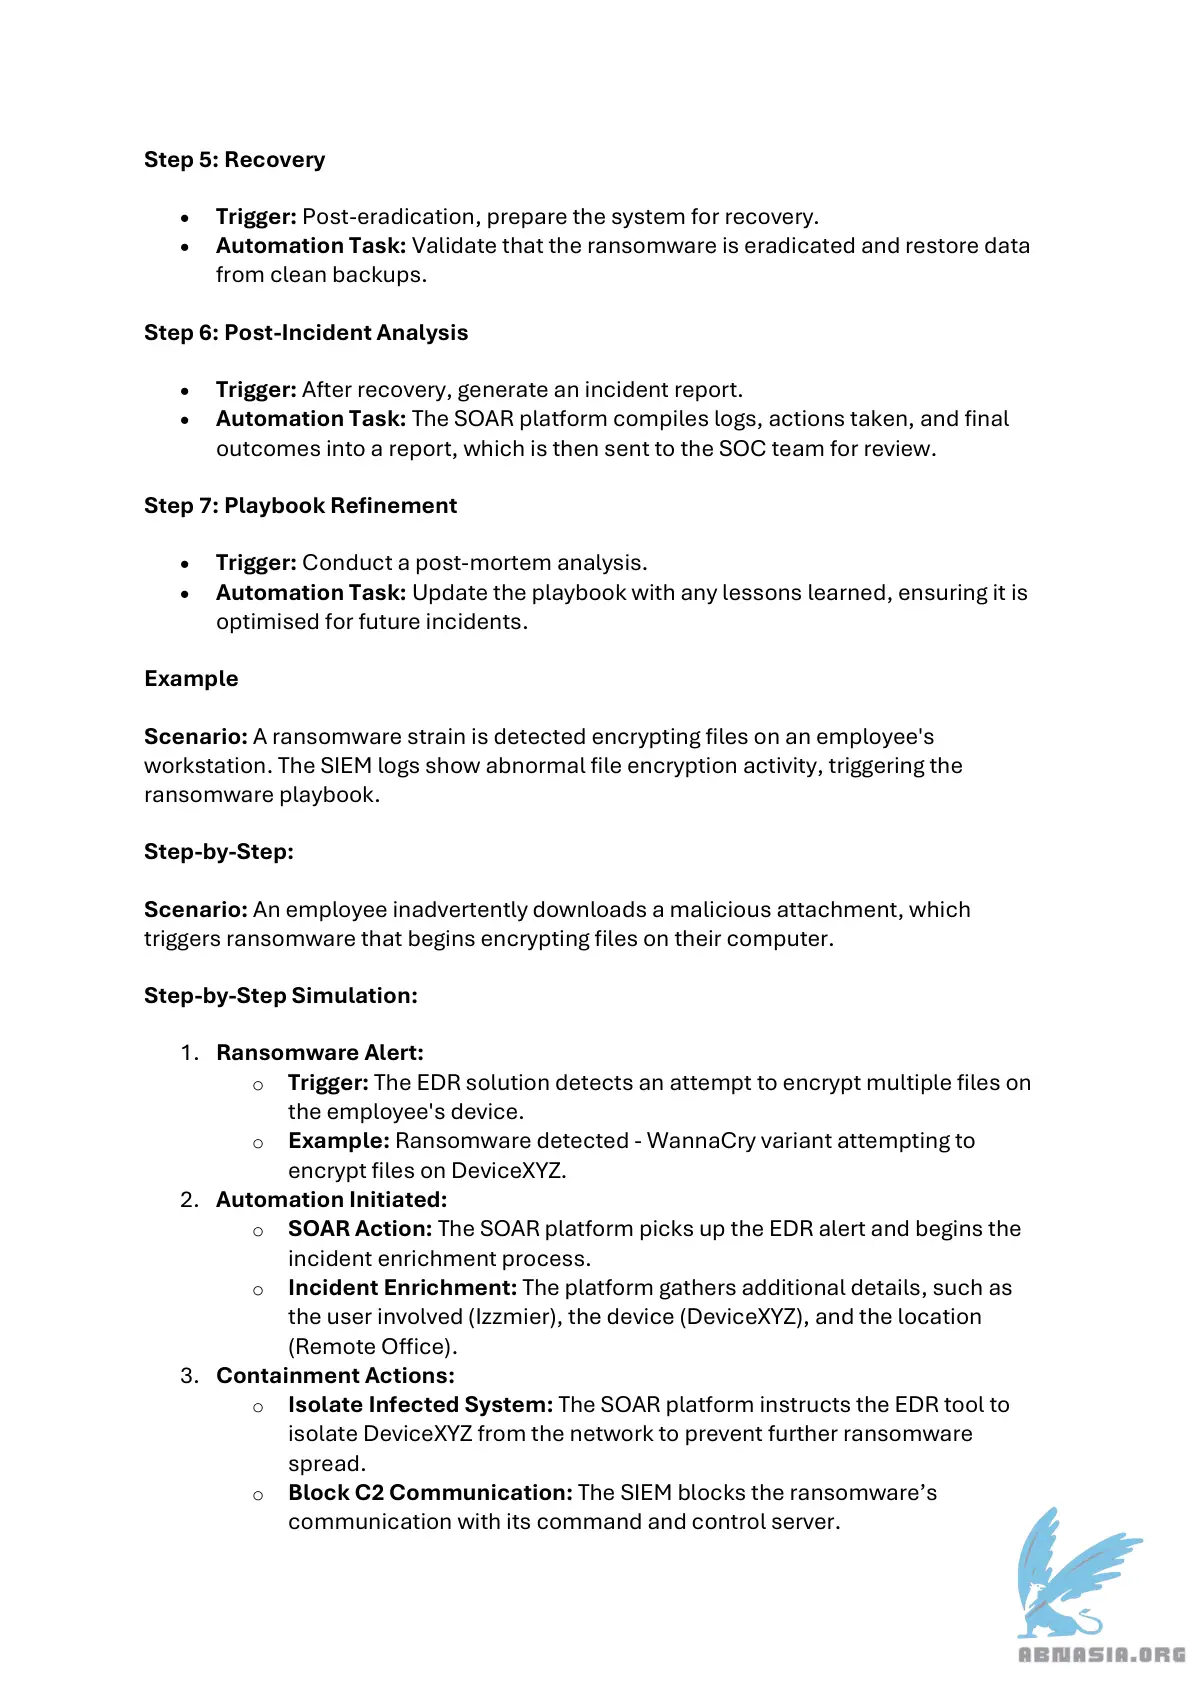 Step 5: Recovery
• Trigger: Post-eradication, prepare the system for recovery.
• Automation Task: Validate that the ransomware is eradicated and restore data
from clean backups.
Step 6: Post-Incident Analysis
• Trigger: After recovery, generate an incident report.
• Automation Task: The SOAR platform compiles logs, actions taken, and final
outcomes into a report, which is then sent to the SOC team for review.
Step 7: Playbook Refinement
• Trigger: Conduct a post-mortem analysis.
• Automation Task: Update the playbook with any lessons learned, ensuring it is
optimised for future incidents.
Example
Scenario: A ransomware strain is detected encrypting files on an employee's
workstation. The SIEM logs show abnormal file encryption activity, triggering the
ransomware playbook.
Step-by-Step:
Scenario: An employee inadvertently downloads a malicious attachment, which
triggers ransomware that begins encrypting files on their computer.
Step-by-Step Simulation:
1. Ransomware Alert:
o Trigger: The EDR solution detects an attempt to encrypt multiple files on
the employee's device.
o Example: Ransomware detected - WannaCry variant attempting to
encrypt files on DeviceXYZ.
2. Automation Initiated:
o SOAR Action: The SOAR platform picks up the EDR alert and begins the
incident enrichment process.
o Incident Enrichment: The platform gathers additional details, such as
the user involved (Izzmier), the device (DeviceXYZ), and the location
(Remote Office).
3. Containment Actions:
o Isolate Infected System: The SOAR platform instructs the EDR tool to
isolate DeviceXYZ from the network to prevent further ransomware
spread.
o Block C2 Communication: The SIEM blocks the ransomware’s
communication with its command and control server.
ABNASIA.ORG